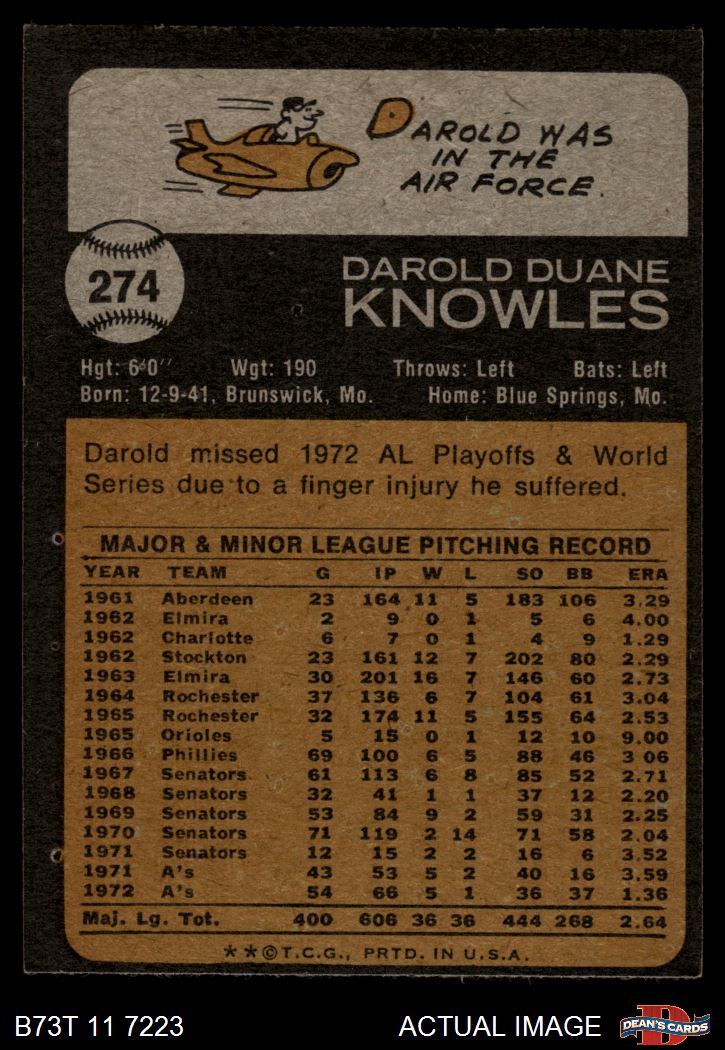 DAROLD WAS
IN THE
AIR FORCE.
274
DAROLD DUANE
KNOWLES
Hgt: 6'0" Wgt: 190 Throws: Left Bats: Left
Born: 12-9-41, Brunswick, Mo. Home: Blue Springs, Mo.
Darold missed 1972 AL Playoffs & World
Series due to a finger injury he suffered.
MAJOR & MINOR LEAGUE PITCHING RECORD
YEAR TEAM G IP W L SO BB ERA
1961 Aberdeen 23 164 11 5 183 106 3.29
1962 Elmira 2 9 0 1 5 6 4.00
1962 Charlotte 6 7 0 1 4 9 1.29
1962 Stockton 23 161 12 7 202 80 2.29
1963 Elmira 30 201 16 7 146 60 2.73
1964 Rochester 37 136 6 7 104 61 3.04
1965 Rochester 32 174 11 5 155 64 2.53
1965 Orioles 5 15 0 1 12 10 9.00
1966 Phillies 69 100 6 5 88 46 3 06
1967 Senators 61 113 6 8 85 52 2.71
1968 Senators 32 41 1 1 37 12 2.20
1969 Senators 53 84 9 2 59 31 2.25
1970 Senators 71 119 2 14 71 58 2.04
1971 Senators 12 15 2 2 16 6 3.52
1971 A's 43 53 5 2 40 16 3.59
1972 A's 54 66 5 1 36 37 1.36
Maj. Lg. Tot. 400 606 36 36 444 268 2.64
**©T.C.G., PRTD. IN U.S.A.
B73T 11 7223 ACTUAL IMAGE D DEAN'S CARDS